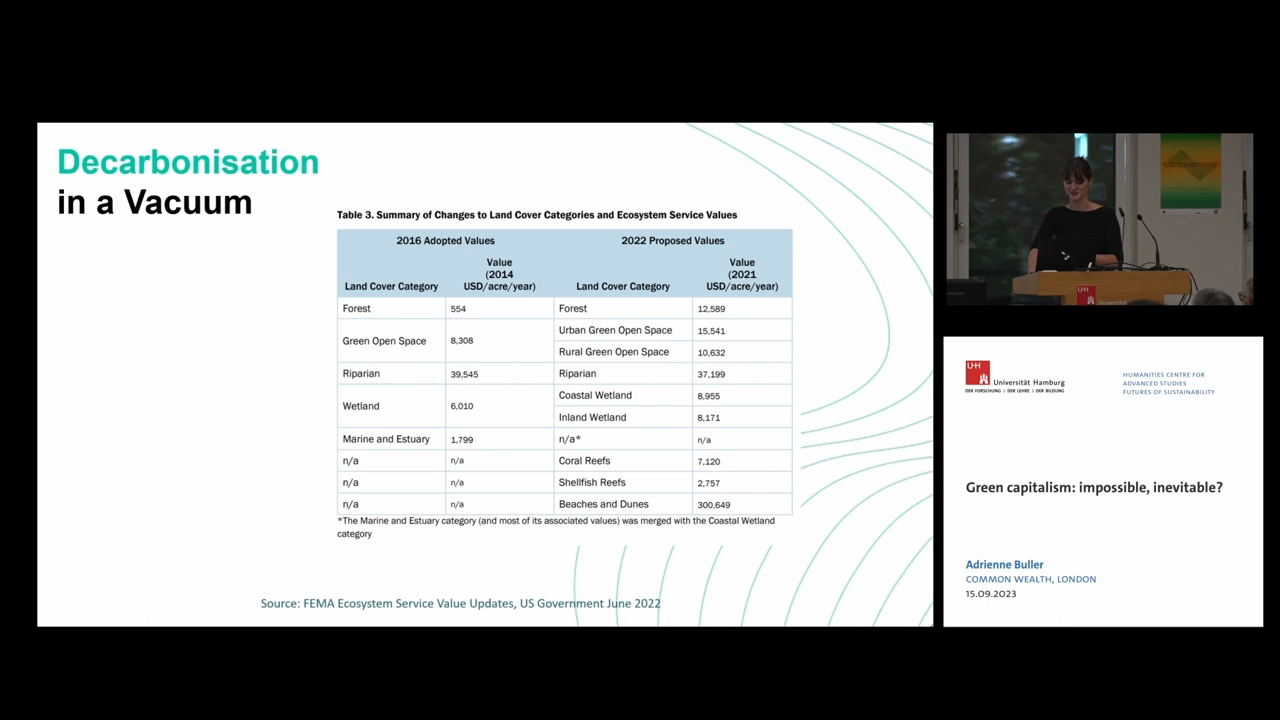 Decarbonisation
in a Vacuum
Table 3. Summary of Changes to Land Cover Categories and Ecosystem Service Values
2016 Adopted Values 2022 Proposed Values
Land Cover Category Value (2014 USD/acre/year) Land Cover Category Value (2021 USD/acre/year)
Forest 554 Forest 12,589
Green Open Space 8,308 Urban Green Open Space 15,541
Rural Green Open Space 10,632
Riparian 39,545 Riparian 37,199
Wetland 6,010 Coastal Wetland 8,955
Inland Wetland 8,171
Marine and Estuary 1,799 n/a* n/a
n/a n/a Coral Reefs 7,120
n/a n/a Shellfish Reefs 2,757
n/a n/a Beaches and Dunes 300,649
*The Marine and Estuary category (and most of its associated values) was merged with the Coastal Wetland
category
Source: FEMA Ecosystem Service Value Updates, US Government June 2022
UH
Universität
UH
Universität Hamburg
DER FORSCHUNG | DER LEHRE | DER BILDUNG
HUMANITIES CENTRE FOR
ADVANCED STUDIES
FUTURES OF SUSTAINABILITY
Green capitalism: impossible, inevitable?
Adrienne Buller
COMMON WEALTH, LONDON
15.09.2023